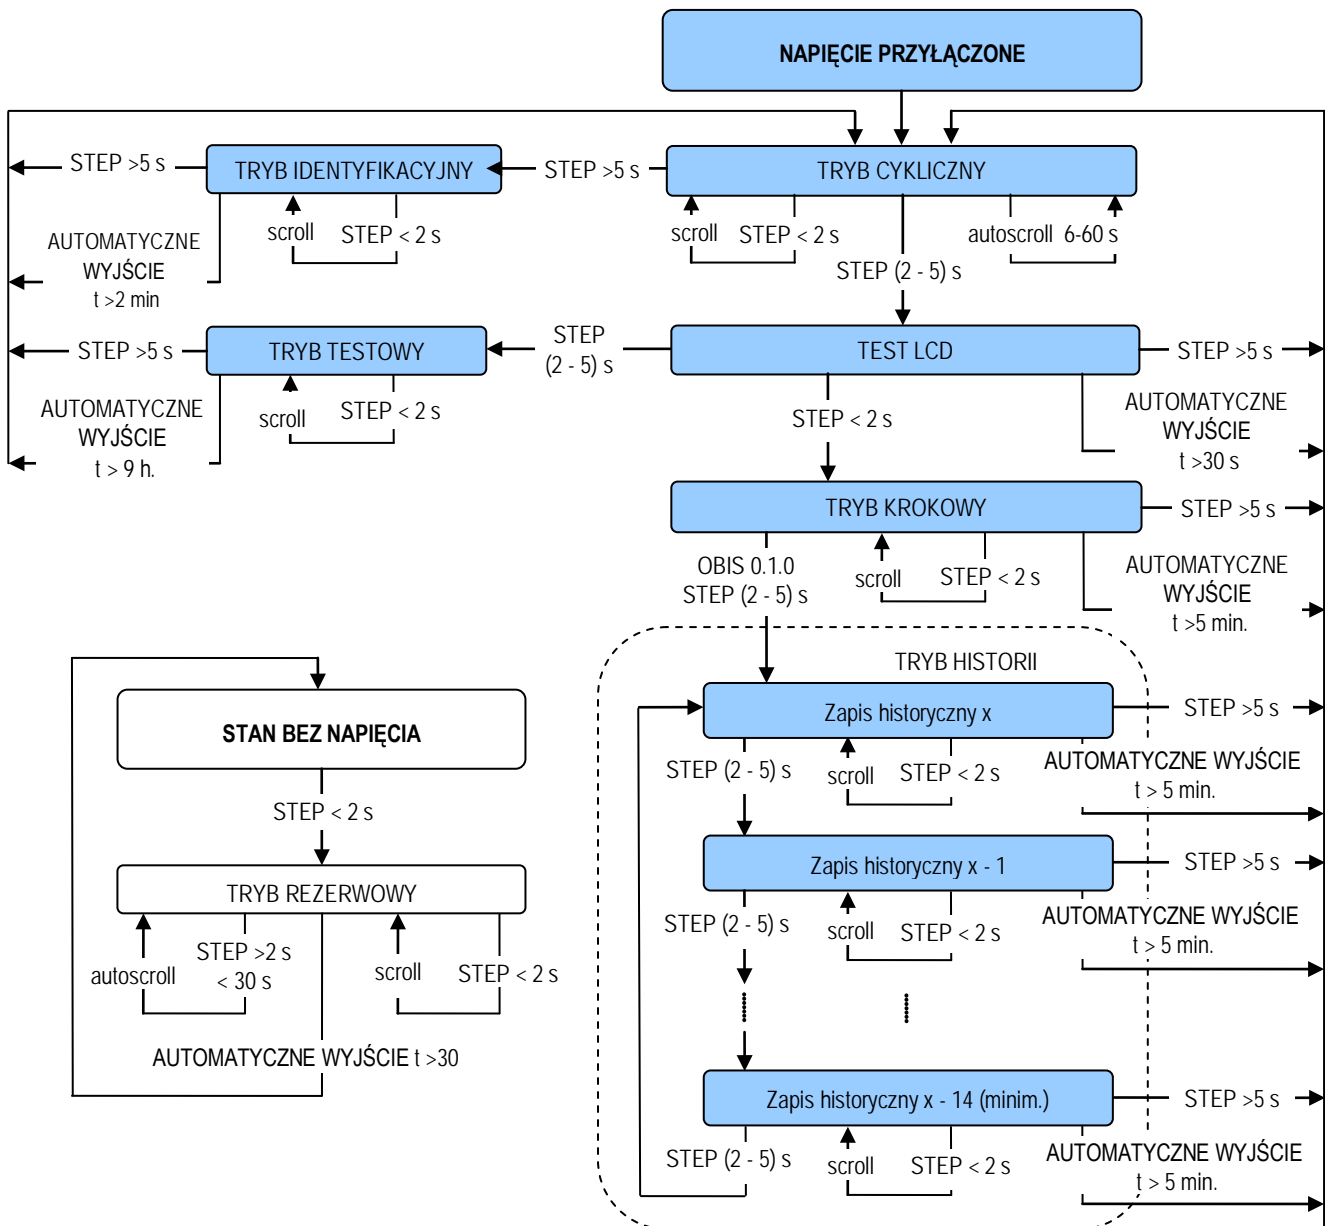 NAPIĘCIE PRZYŁĄCZONE
STEP >5 s
TRYB IDENTYFIKACYJNY
STEP >5 s
TRYB CYKLICZNY
scroll
STEP < 2 s
scroll
STEP < 2 s
autoscroll 6-60 s
AUTOMATYCZNE
WYJŚCIE
t >2 min
STEP (2 - 5) s
STEP >5 s
TRYB TESTOWY
STEP
(2 - 5) s
TEST LCD
STEP >5 s
AUTOMATYCZNE
WYJŚCIE
t > 9 h.
scroll
STEP < 2 s
STEP < 2 s
AUTOMATYCZNE
WYJŚCIE
t >30 s
TRYB KROKOWY
STEP >5 s
OBIS 0.1.0
STEP (2 - 5) s
scroll
STEP < 2 s
AUTOMATYCZNE
WYJŚCIE
t >5 min.
TRYB HISTORII
Zapis historyczny x
STEP >5 s
STEP (2 - 5) s
scroll
STEP < 2 s
AUTOMATYCZNE WYJŚCIE
t > 5 min.
Zapis historyczny x - 1
STEP >5 s
STEP (2 - 5) s
scroll
STEP < 2 s
AUTOMATYCZNE WYJŚCIE
t > 5 min.
Zapis historyczny x - 14 (minim.)
STEP >5 s
STEP (2 - 5) s
scroll
STEP < 2 s
AUTOMATYCZNE WYJŚCIE
t > 5 min.
STAN BEZ NAPIĘCIA
STEP < 2 s
TRYB REZERWOWY
autoscroll
STEP >2 s
< 30 s
scroll
STEP < 2 s
AUTOMATYCZNE WYJŚCIE t >30